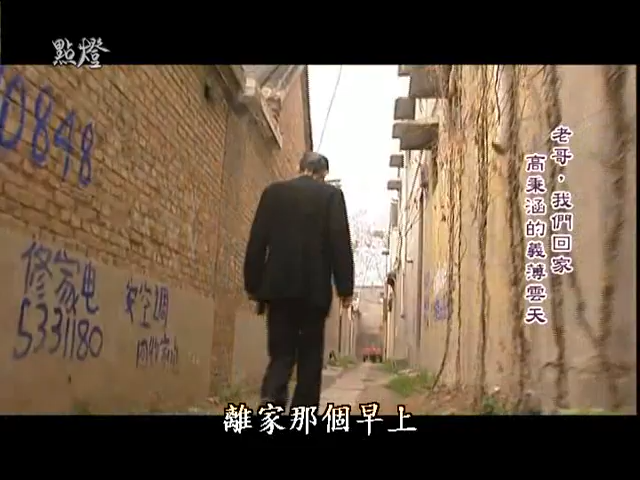 點燈
老哥，我們回家
高秉涵的義薄雲天
0848
修家电
5331180
安空调
離家那個早上